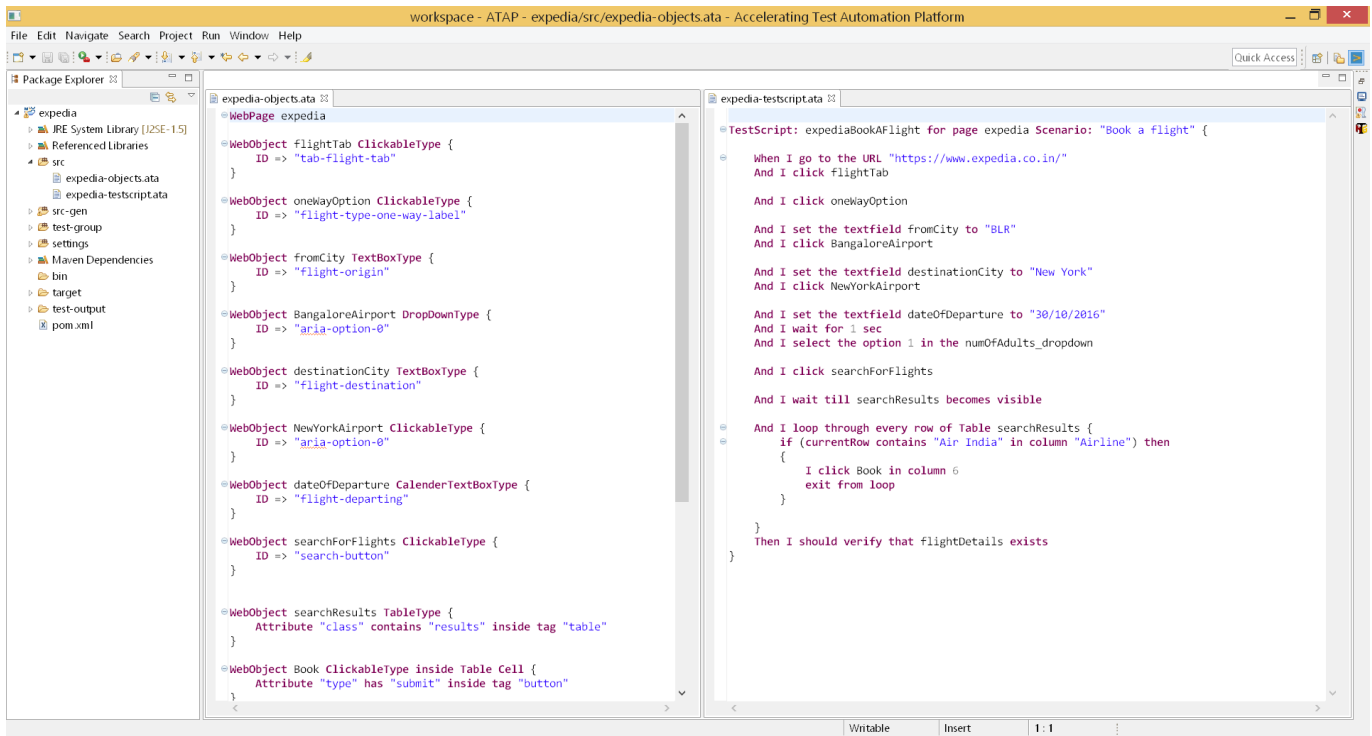 workspace - ATAP - expedia/src/expedia-objects.ata - Accelerating Test Automation Platform
File Edit Navigate Search Project Run Window Help
Quick Access
Package Explorer
expedia
JRE System Library [J2SE-1.5]
Referenced Libraries
src
expedia-objects.ata
expedia-testscript.ata
src-gen
test-group
settings
Maven Dependencies
bin
target
test-output
pom.xml
expedia-objects.ata
WebPage expedia
WebObject flightTab ClickableType {
ID => "tab-flight-tab"
}
WebObject oneWayOption ClickableType {
ID => "flight-type-one-way-label"
}
WebObject fromCity TextBoxType {
ID => "flight-origin"
}
WebObject BangaloreAirport DropDownType {
ID => "aria-option-0"
}
WebObject destinationCity TextBoxType {
ID => "flight-destination"
}
WebObject NewYorkAirport ClickableType {
ID => "aria-option-0"
}
WebObject dateOfDeparture CalenderTextBoxType {
ID => "flight-departing"
}
WebObject searchForFlights ClickableType {
ID => "search-button"
}
WebObject searchResults TableType {
Attribute "class" contains "results" inside tag "table"
}
WebObject Book ClickableType inside Table Cell {
Attribute "type" has "submit" inside tag "button"
}
expedia-testscript.ata
TestScript: expediaBookAFlight for page expedia Scenario: "Book a flight" {
When I go to the URL "https://www.expedia.co.in/"
And I click flightTab
And I click oneWayOption
And I set the textfield fromCity to "BLR"
And I click BangaloreAirport
And I set the textfield destinationCity to "New York"
And I click NewYorkAirport
And I set the textfield dateOfDeparture to "30/10/2016"
And I wait for 1 sec
And I select the option 1 in the numOfAdults_dropdown
And I click searchForFlights
And I wait till searchResults becomes visible
And I loop through every row of Table searchResults {
if (currentRow contains "Air India" in column "Airline") then
{
I click Book in column 6
exit from loop
}
}
Then I should verify that flightDetails exists
}
Writable
Insert
1 : 1